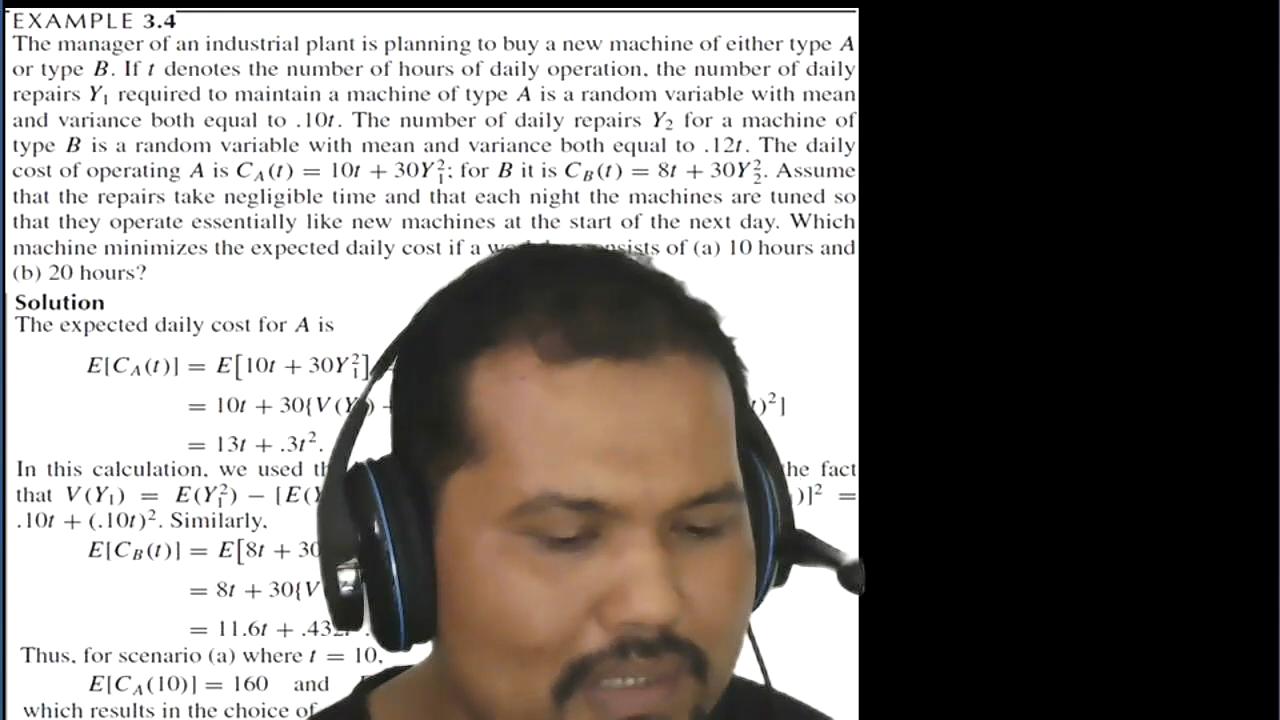 EXAMPLE 3.4
The manager of an industrial plant is planning to buy a new machine of either type A
or type B. If t denotes the number of hours of daily operation, the number of daily
repairs Y₁ required to maintain a machine of type A is a random variable with mean
and variance both equal to .10t. The number of daily repairs Y₂ for a machine of
type B is a random variable with mean and variance both equal to .12t. The daily
cost of operating A is C_A(t) = 10t + 30Y₁²; for B it is C_B(t) = 8t + 30Y₂². Assume
that the repairs take negligible time and that each night the machines are tuned so
that they operate essentially like new machines at the start of the next day. Which
machine minimizes the expected daily cost if a of (a) 10 hours and
(b) 20 hours?
Solution
The expected daily cost for A is
E[C_A(t)] = E[10t + 30Y₁²]
= 10t + 30{V(Y )²]
= 13t + .3t².
In this calculation, we used the fact
that V(Y₁) = E(Y₁²) − [E( )]² =
.10t + (.10t)². Similarly,
E[C_B(t)] = E[8t + 30
= 8t + 30{V
= 11.6t + .43
Thus, for scenario (a) where t = 10,
E[C_A(10)] = 160 and
which results in the choice of